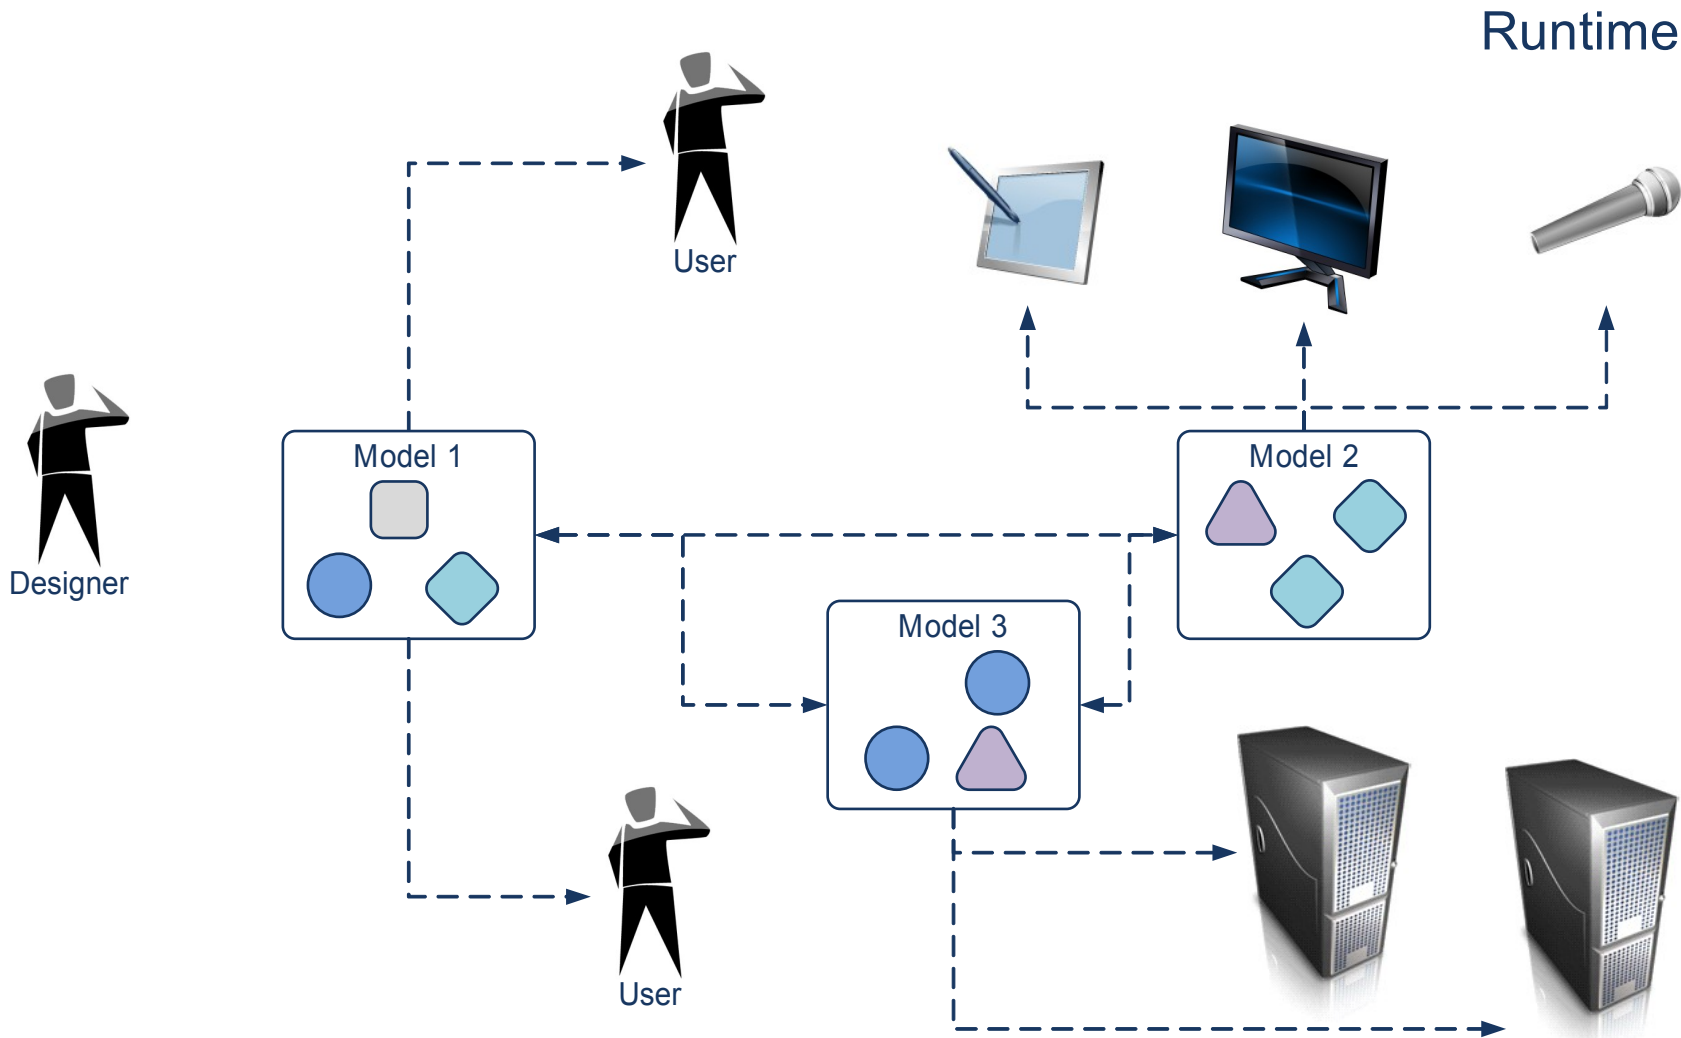 Runtime
User
Designer
Model 1
Model 2
Model 3
User